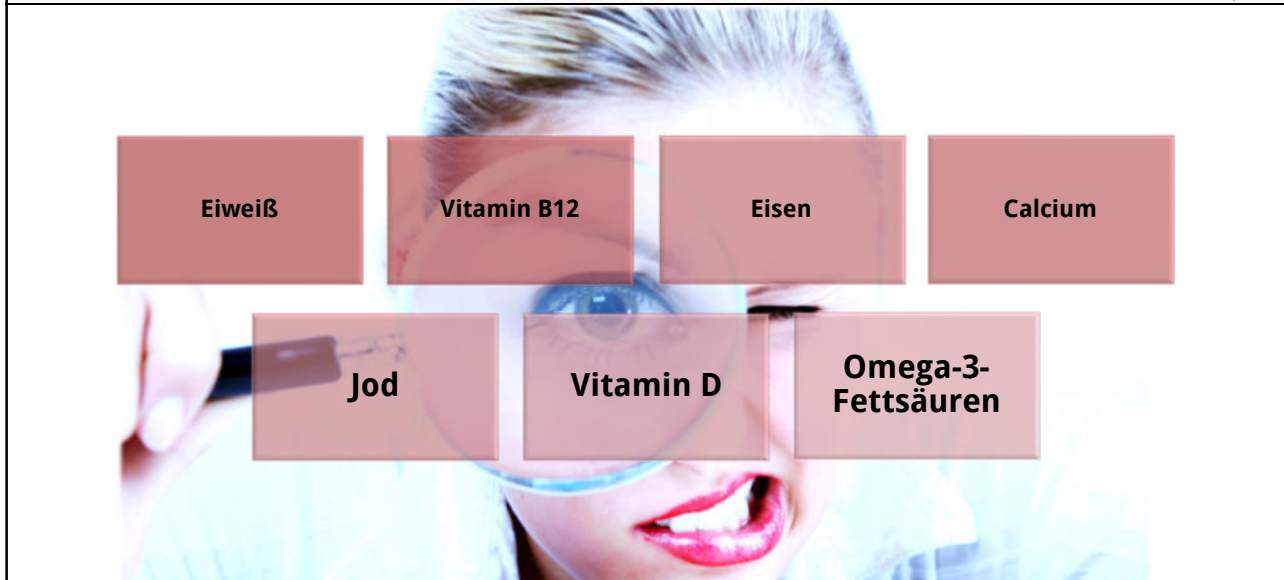 Eiweiß
Vitamin B12
Eisen
Calcium
Jod
Vitamin D
Omega-3-
Fettsäuren